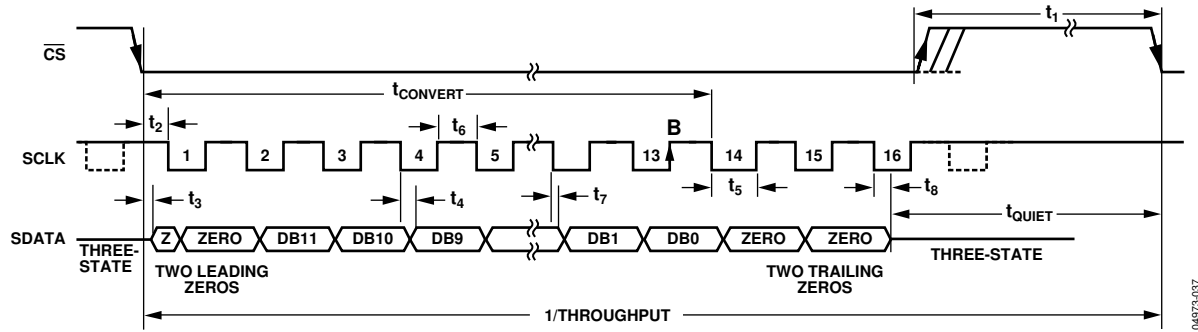 t1
CS
tCONVERT
t2
t6
B
SCLK
1 2 3 4 5 13 14 15 16
t3
t4
t7
t5
t8
tQUIET
SDATA
Z ZERO DB11 DB10 DB9 DB1 DB0 ZERO ZERO
THREE-
STATE
TWO LEADING
ZEROS
TWO TRAILING
ZEROS
THREE-STATE
1/THROUGHPUT
04973-037